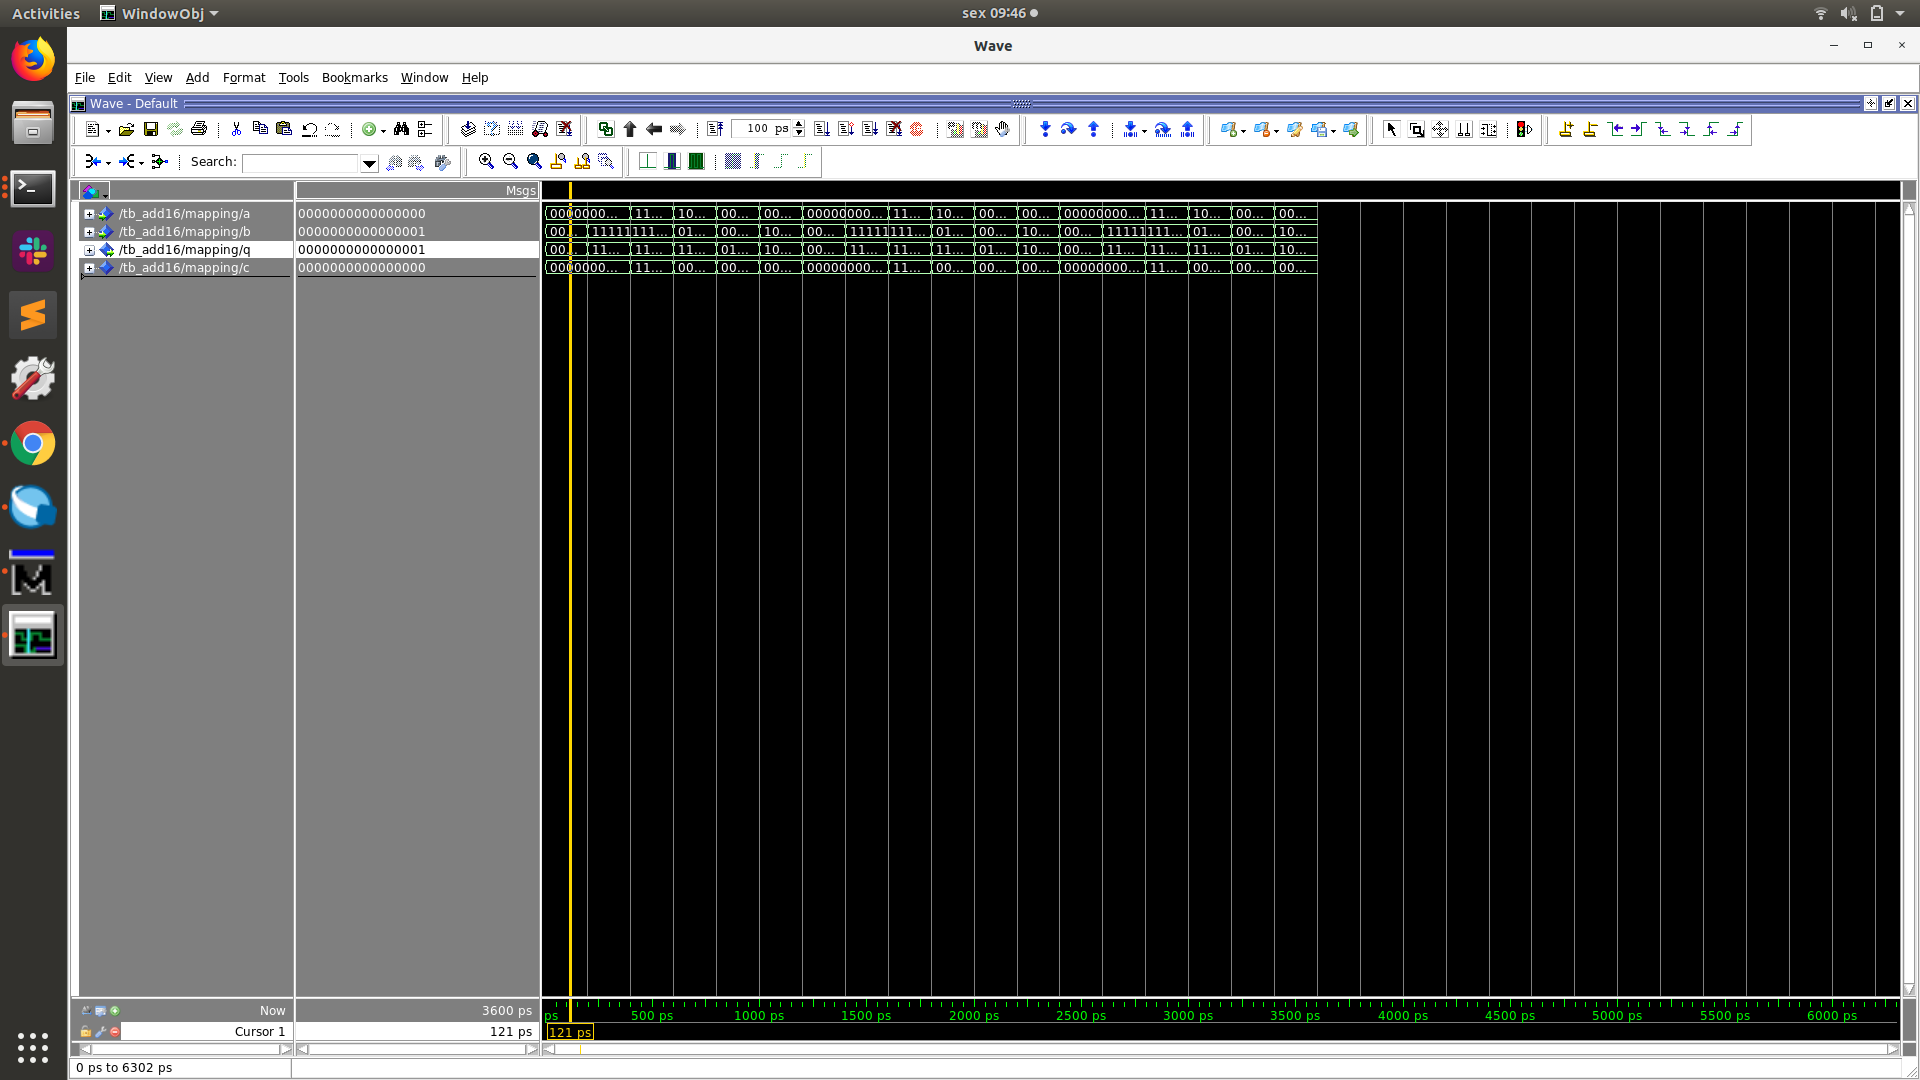 Activities WindowObj sex 09:46
Wave
File Edit View Add Format Tools Bookmarks Window Help
Wave - Default
100 ps
Search:
Msgs
/tb_add16/mapping/a 0000000000000000 0000000... 11... 10... 00... 00... 00000000... 11... 10... 00... 00... 00000000... 11... 10... 00... 00...
/tb_add16/mapping/b 0000000000000001 00... 11111111... 01... 00... 10... 00... 11111111... 01... 00... 10... 00... 11111111... 01... 00... 10...
/tb_add16/mapping/q 0000000000000001 00... 11... 11... 11... 01... 10... 00... 11... 11... 11... 01... 10... 00... 11... 11... 11... 01... 10...
/tb_add16/mapping/c 0000000000000000 0000000... 11... 00... 00... 00... 00000000... 11... 00... 00... 00... 00000000... 11... 00... 00... 00...
Now 3600 ps
ps 500 ps 1000 ps 1500 ps 2000 ps 2500 ps 3000 ps 3500 ps 4000 ps 4500 ps 5000 ps 5500 ps 6000 ps
Cursor 1 121 ps 121 ps
0 ps to 6302 ps